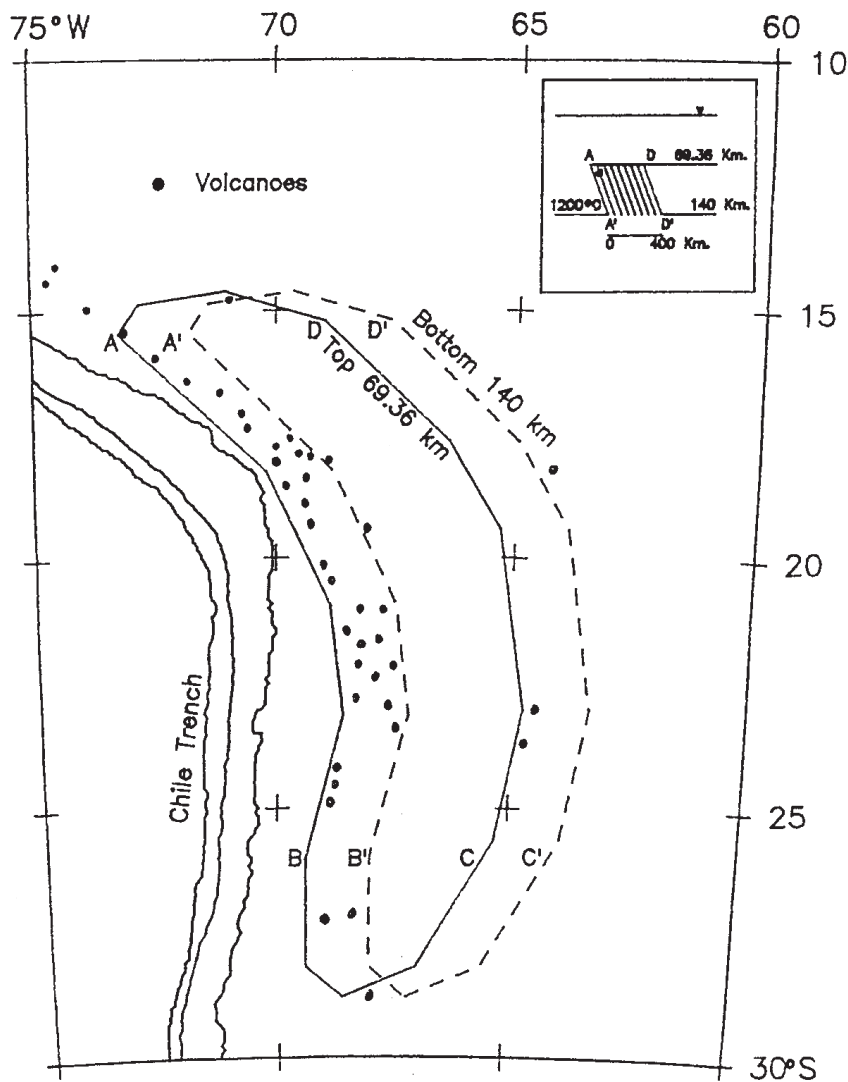 75°W 70 65 60
10
A D 69.36 Km.
1200°C 140 Km.
A' D'
0 400 Km.
Volcanoes
15
A A' D D'
Top 69.36 km
Bottom 140 km
20
Chile Trench
25
B B' C C'
30°S